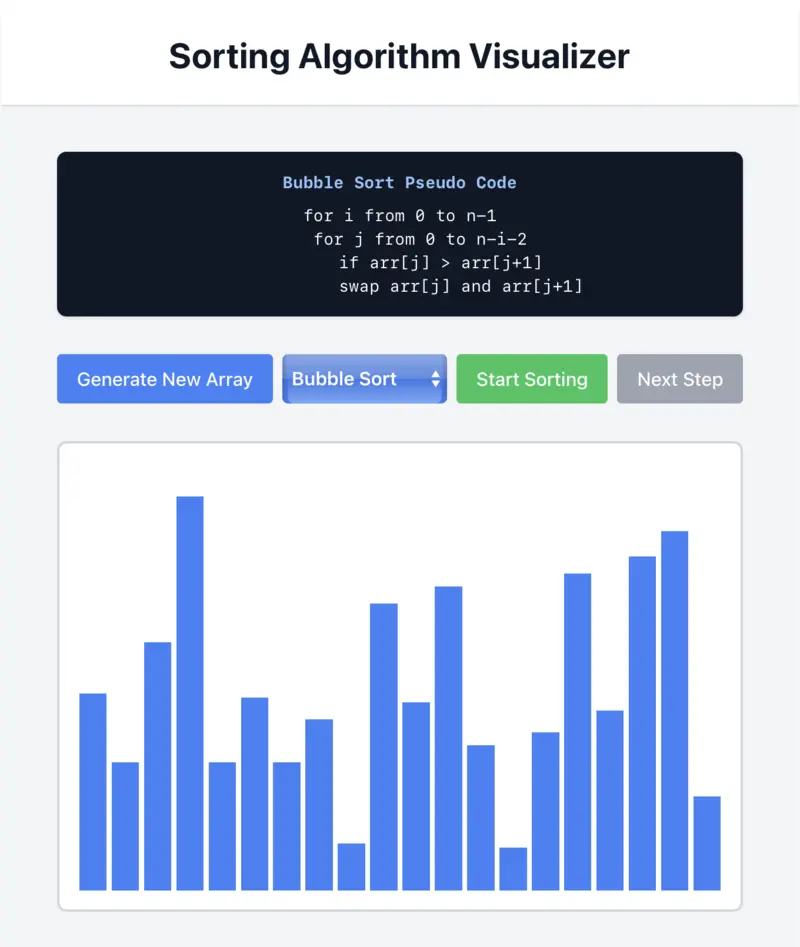 Sorting Algorithm Visualizer
Bubble Sort Pseudo Code
for i from 0 to n-1
for j from 0 to n-i-2
if arr[j] > arr[j+1]
swap arr[j] and arr[j+1]
Generate New Array
Bubble Sort
Start Sorting
Next Step